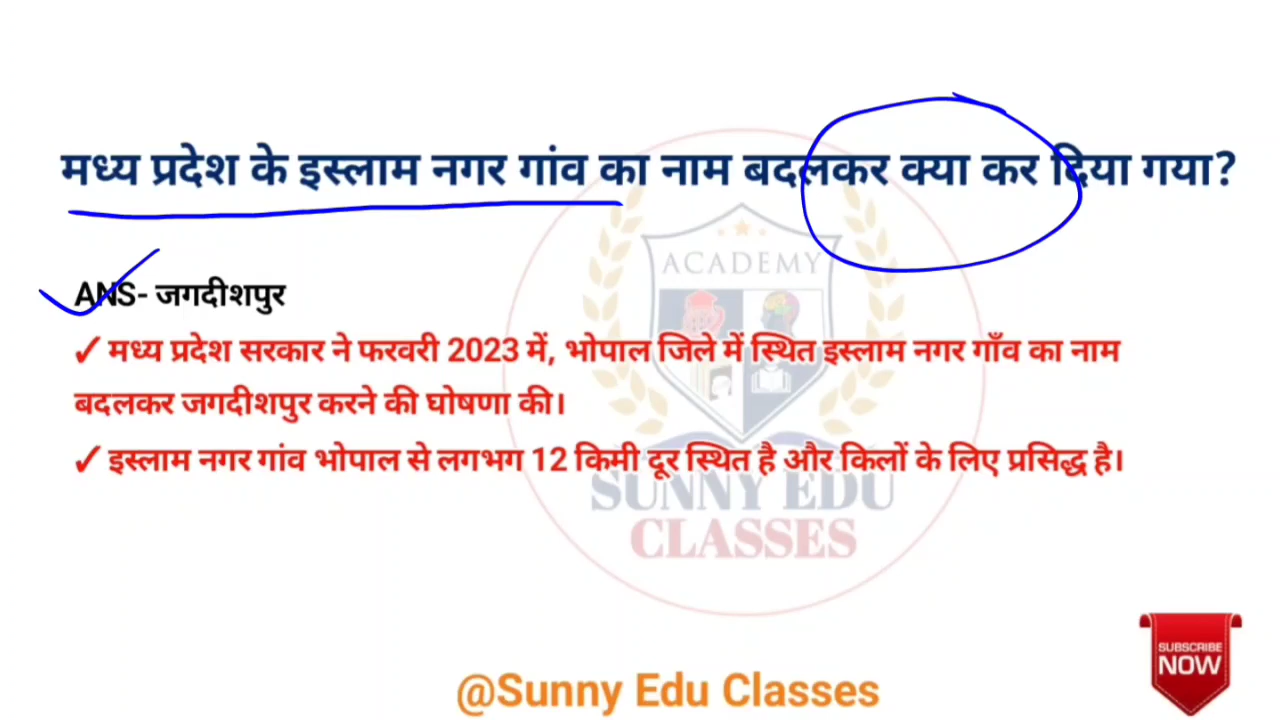 मध्य प्रदेश के इस्लाम नगर गांव का नाम बदलकर क्या कर दिया गया?
ACADEMY
ANS- जगदीशपुर
✓ मध्य प्रदेश सरकार ने फरवरी 2023 में, भोपाल जिले में स्थित इस्लाम नगर गाँव का नाम
बदलकर जगदीशपुर करने की घोषणा की।
✓ इस्लाम नगर गांव भोपाल से लगभग 12 किमी दूर स्थित है और किलों के लिए प्रसिद्ध है।
SUNNY EDU
CLASSES
SUBSCRIBE
NOW
@Sunny Edu Classes